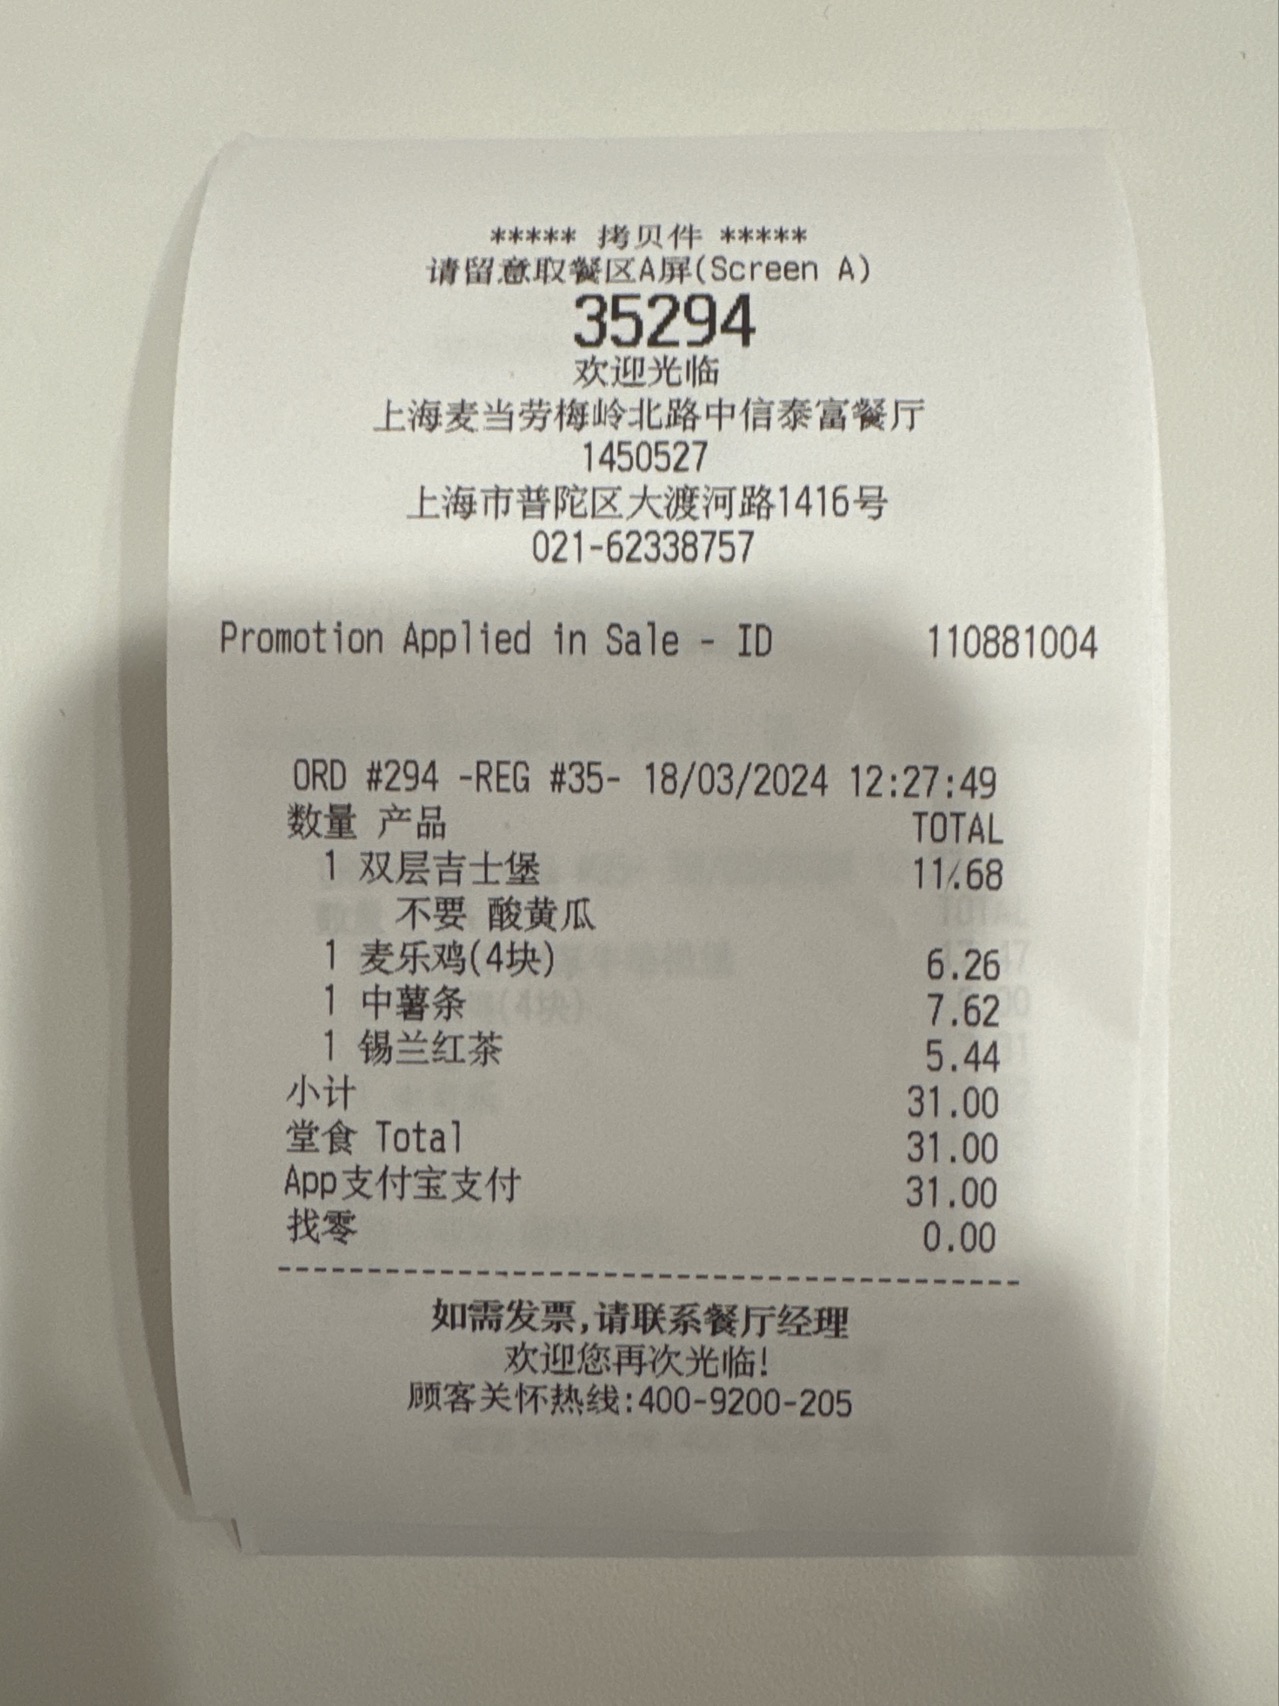 ***** 拷贝件 *****
请留意取餐区A屏(Screen A)
35294
欢迎光临
上海麦当劳梅岭北路中信泰富餐厅
1450527
上海市普陀区大渡河路1416号
021-62338757
Promotion Applied in Sale - ID 110881004
ORD #294 -REG #35- 18/03/2024 12:27:49
数量 产品 TOTAL
1 双层吉士堡 11.68
不要 酸黄瓜
1 麦乐鸡(4块) 6.26
1 中薯条 7.62
1 锡兰红茶 5.44
小计 31.00
堂食 Total 31.00
App支付宝支付 31.00
找零 0.00
如需发票,请联系餐厅经理
欢迎您再次光临!
顾客关怀热线:400-9200-205